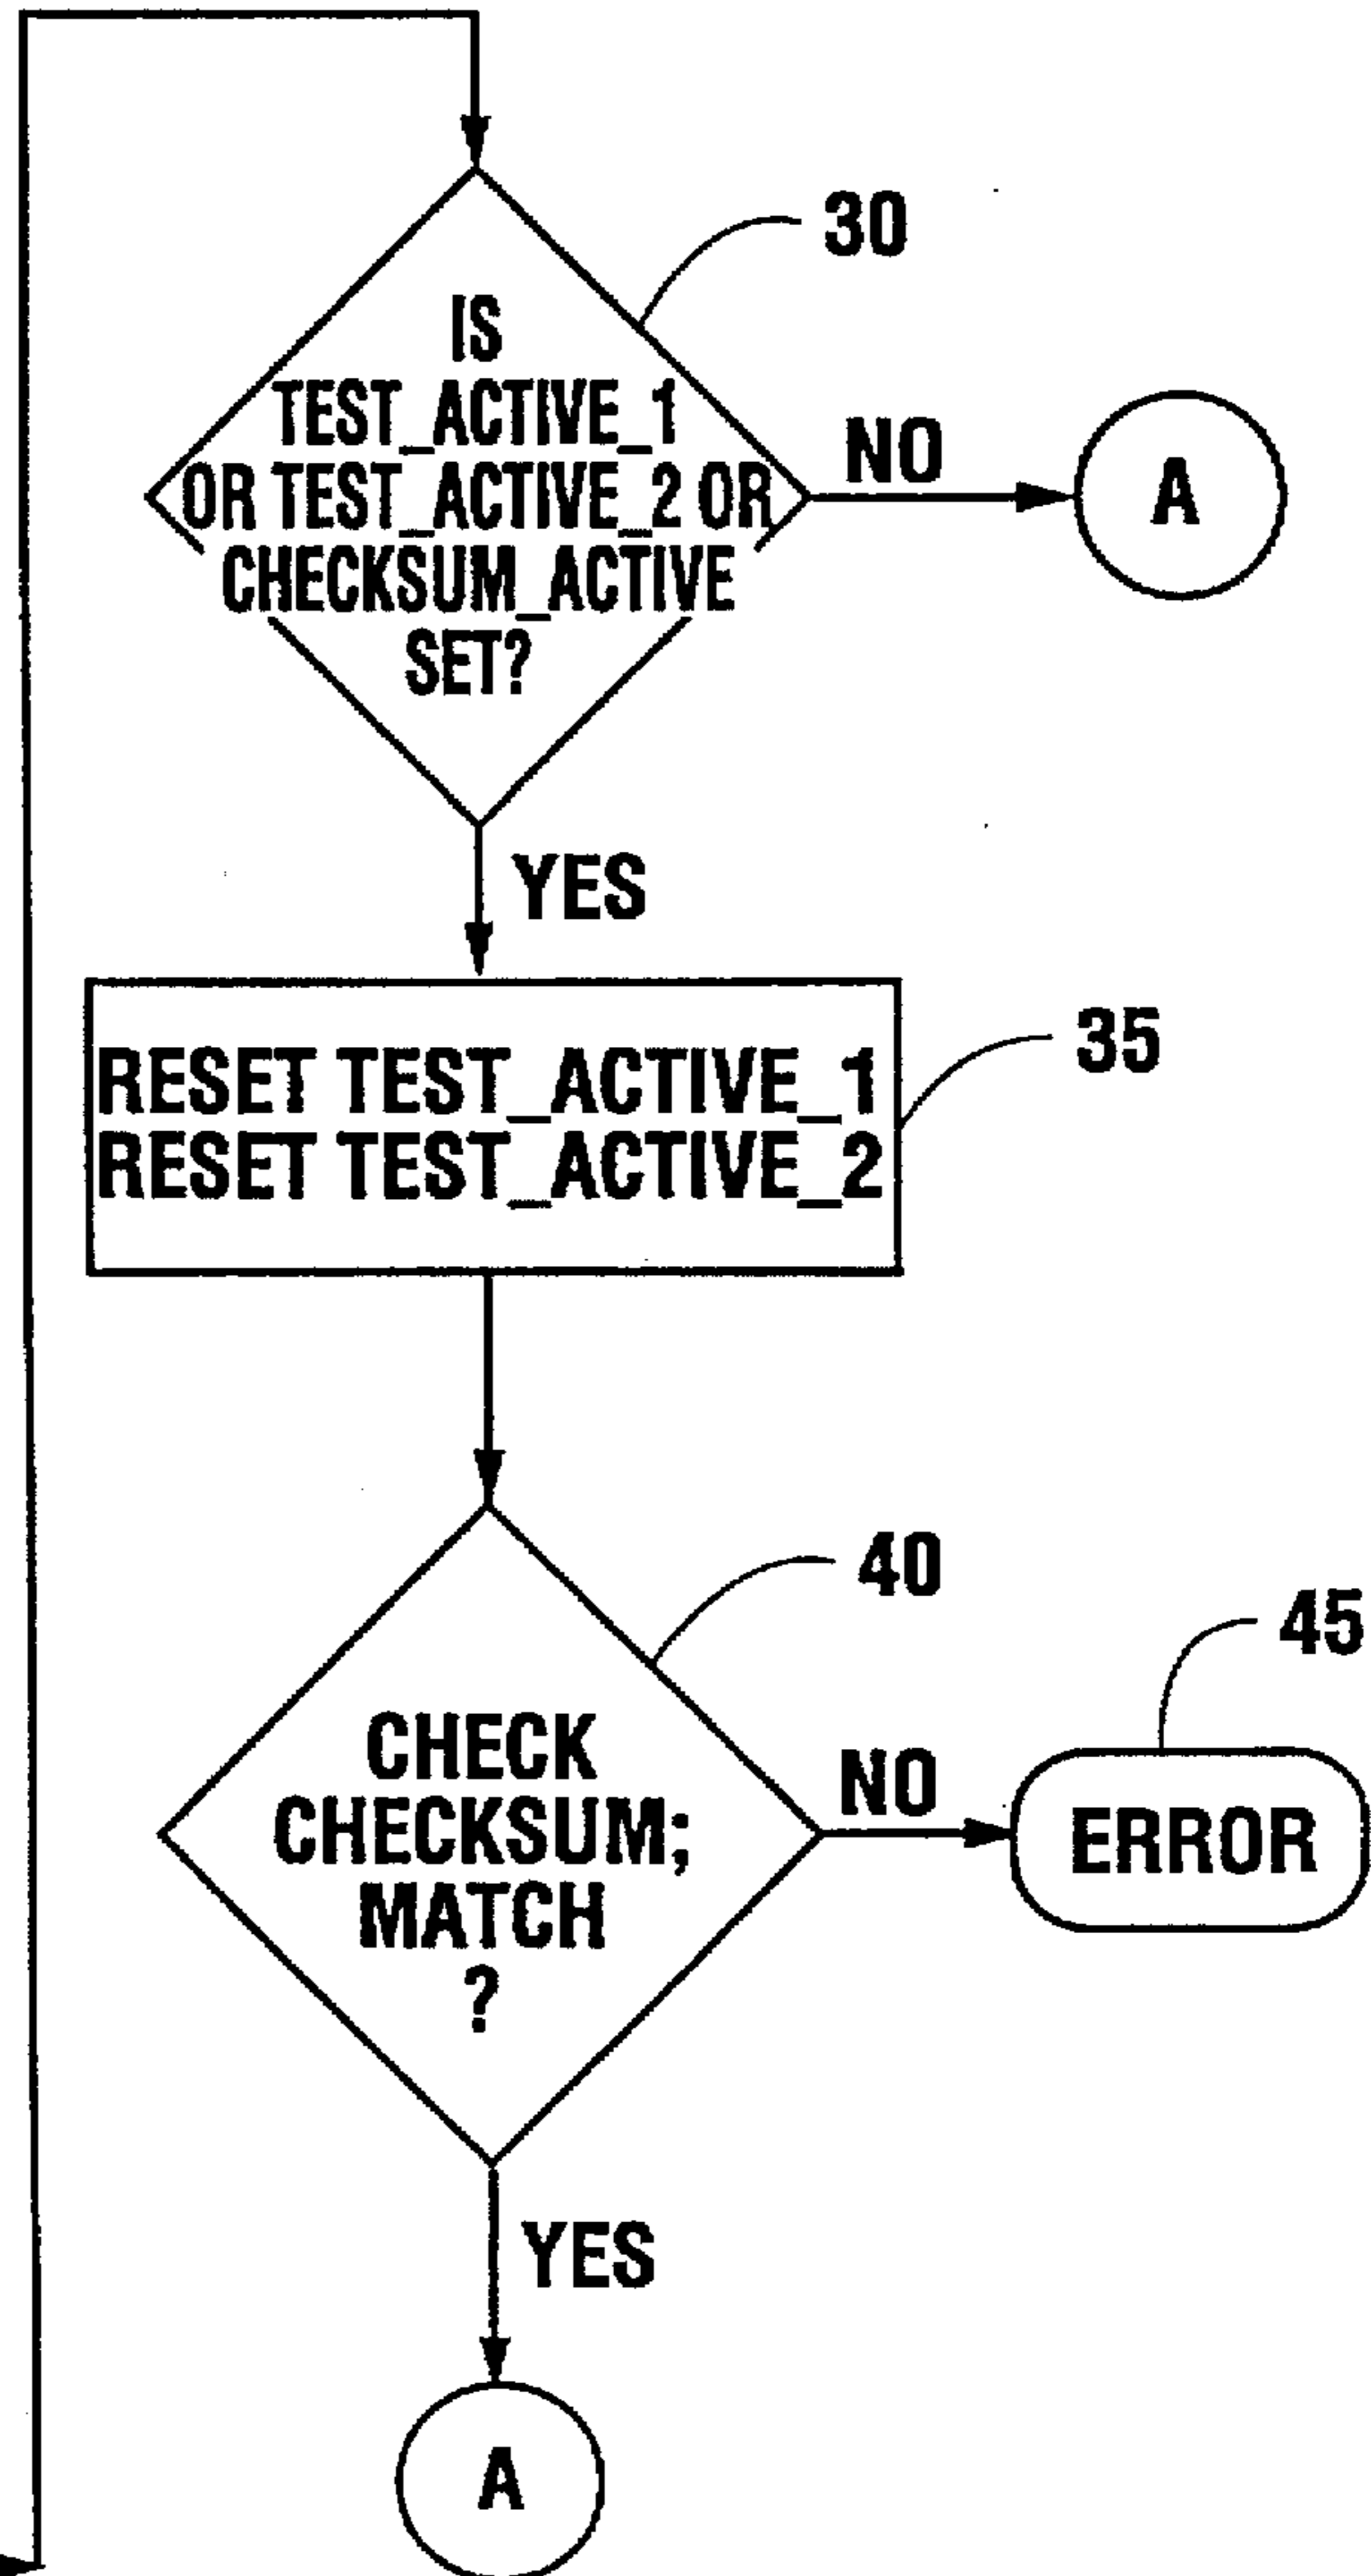 30
IS
TEST_ACTIVE_1
OR TEST_ACTIVE_2 OR
CHECKSUM_ACTIVE
SET?
NO
A
YES
35
RESET TEST_ACTIVE_1
RESET TEST_ACTIVE_2
40
CHECK
CHECKSUM;
MATCH
?
NO
45
ERROR
YES
A